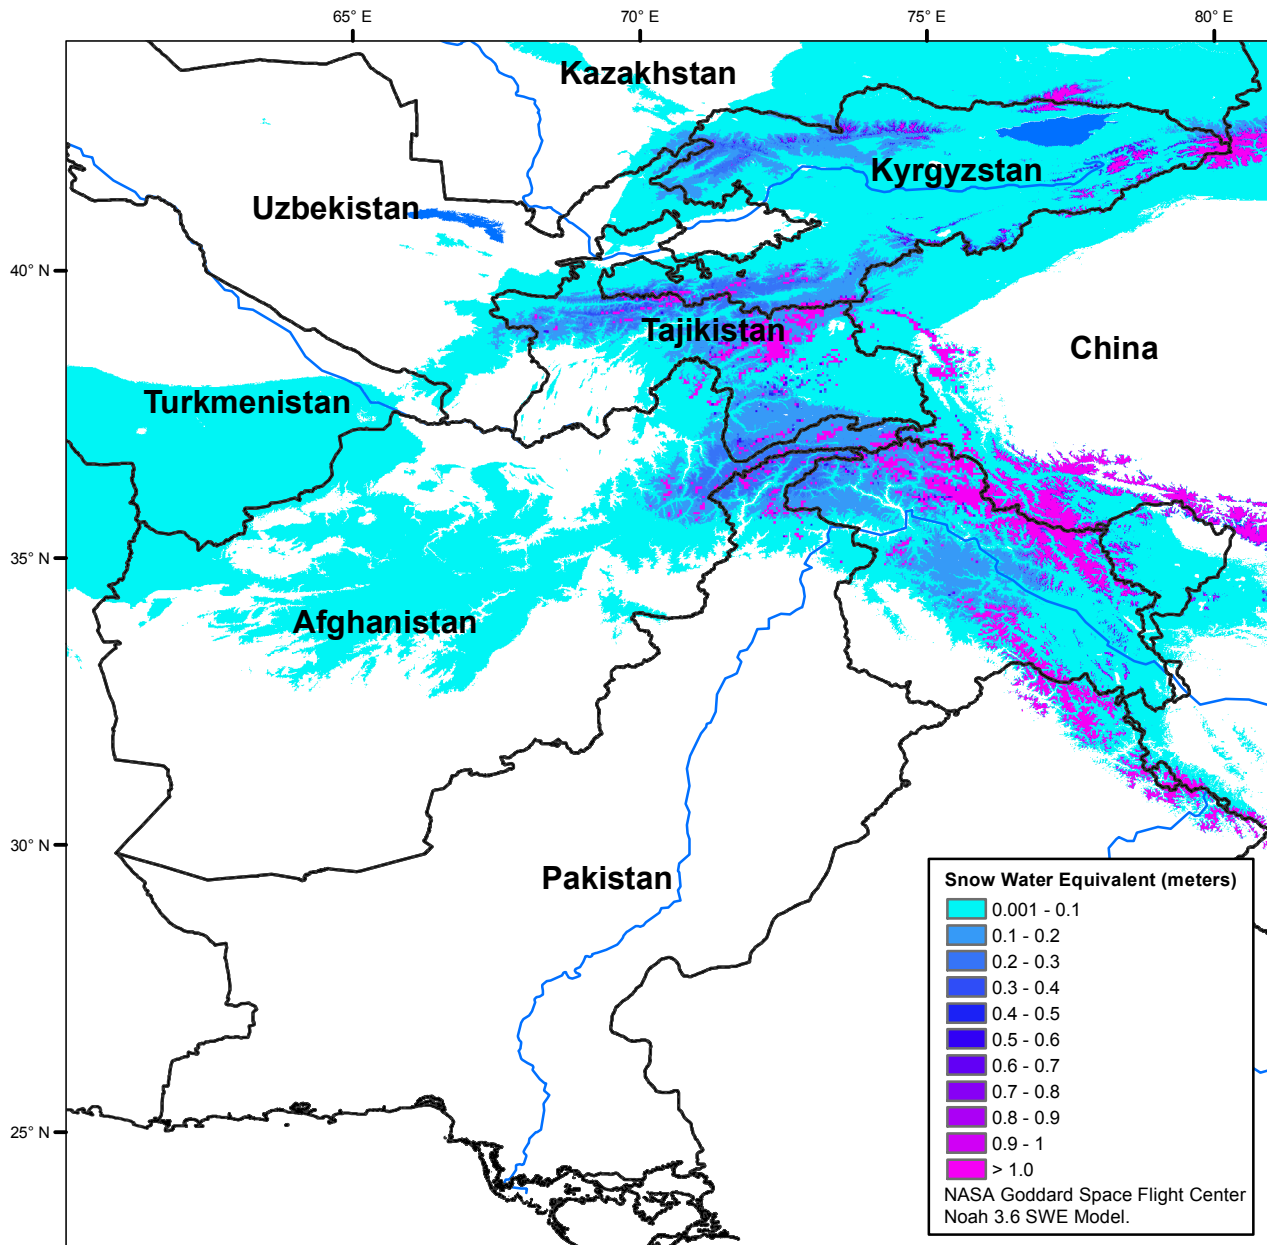 65° E
70° E
75° E
80° E
Kazakhstan
Kyrgyzstan
Uzbekistan
40° N
Tajikistan
China
Turkmenistan
35° N
Afghanistan
30° N
Pakistan
25° N
Snow Water Equivalent (meters)
0.001 - 0.1
0.1 - 0.2
0.2 - 0.3
0.3 - 0.4
0.4 - 0.5
0.5 - 0.6
0.6 - 0.7
0.7 - 0.8
0.8 - 0.9
0.9 - 1
> 1.0
NASA Goddard Space Flight Center
Noah 3.6 SWE Model.